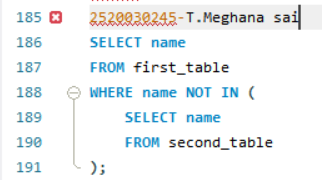 185 2520030245-T.Meghana sai
186 SELECT name
187 FROM first_table
188 WHERE name NOT IN (
189 SELECT name
190 FROM second_table
191 );